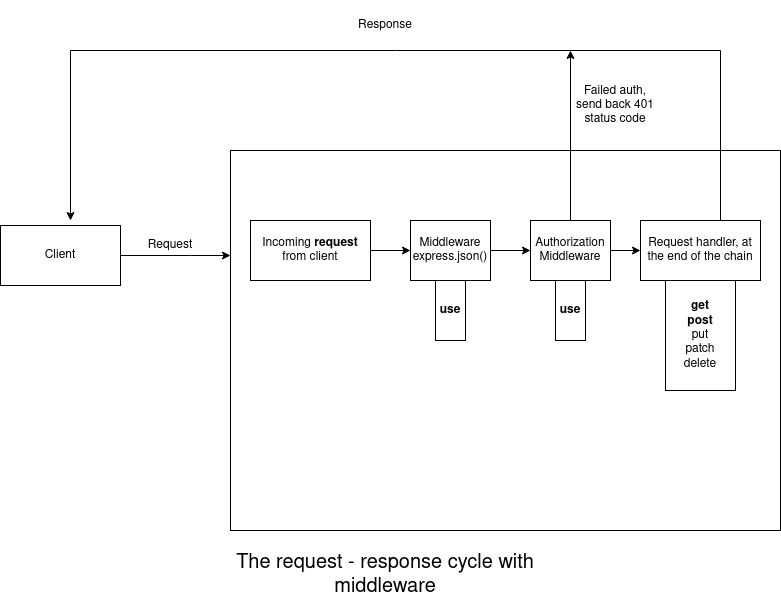 Response
Failed auth,
send back 401
status code
Client
Request
Incoming request
from client
Middleware
express.json()
Authorization
Middleware
Request handler, at
the end of the chain
use
use
get
post
put
patch
delete
The request - response cycle with
middleware